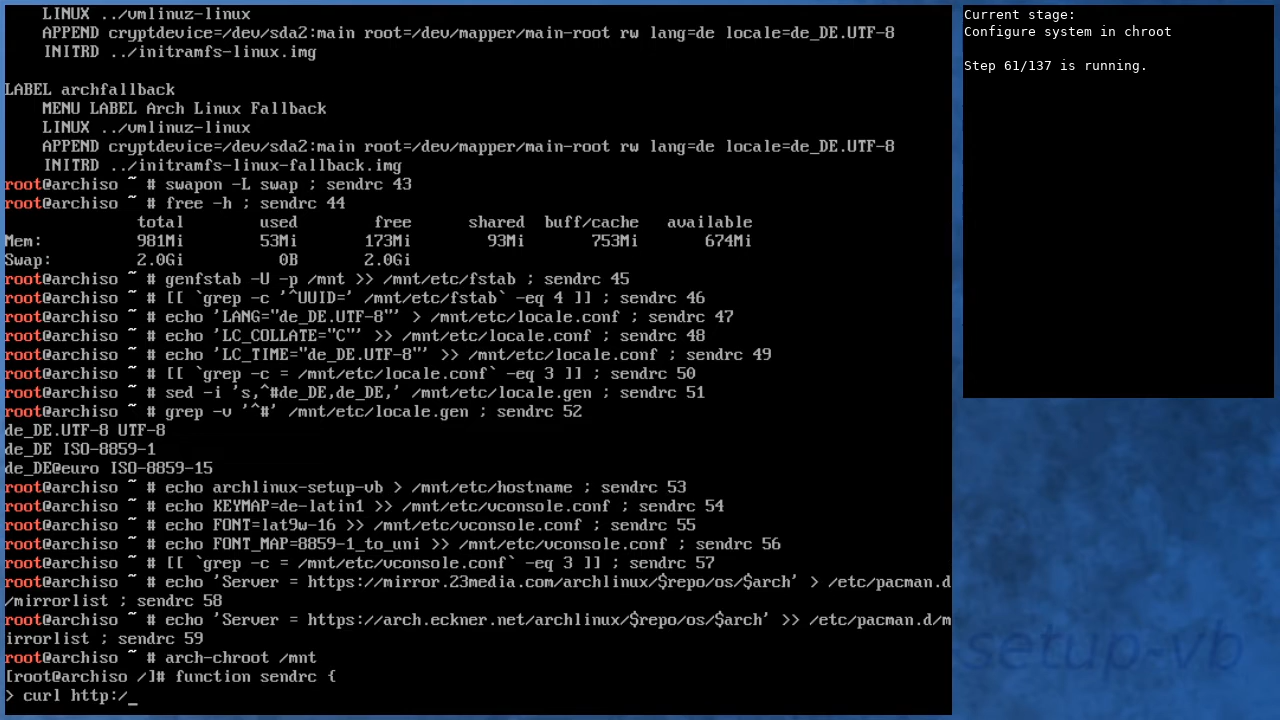 LINUX ../vmlinuz-linux
APPEND cryptdevice=/dev/sda2:main root=/dev/mapper/main-root rw lang=de locale=de_DE.UTF-8
INITRD ../initramfs-linux.img
LABEL archfallback
MENU LABEL Arch Linux Fallback
LINUX ../vmlinuz-linux
APPEND cryptdevice=/dev/sda2:main root=/dev/mapper/main-root rw lang=de locale=de_DE.UTF-8
INITRD ../initramfs-linux-fallback.img
root@archiso ~ # swapon -L swap ; sendrc 43
root@archiso ~ # free -h ; sendrc 44
total used free shared buff/cache available
Mem: 981Mi 53Mi 173Mi 93Mi 753Mi 674Mi
Swap: 2.0Gi 0B 2.0Gi
root@archiso ~ # genfstab -U -p /mnt >> /mnt/etc/fstab ; sendrc 45
root@archiso ~ # [[ `grep -c '^UUID=' /mnt/etc/fstab` -eq 4 ]] ; sendrc 46
root@archiso ~ # echo 'LANG="de_DE.UTF-8"' > /mnt/etc/locale.conf ; sendrc 47
root@archiso ~ # echo 'LC_COLLATE="C"' >> /mnt/etc/locale.conf ; sendrc 48
root@archiso ~ # echo 'LC_TIME="de_DE.UTF-8"' >> /mnt/etc/locale.conf ; sendrc 49
root@archiso ~ # [[ `grep -c = /mnt/etc/locale.conf` -eq 3 ]] ; sendrc 50
root@archiso ~ # sed -i 's,^#de_DE,de_DE,' /mnt/etc/locale.gen ; sendrc 51
root@archiso ~ # grep -v '^#' /mnt/etc/locale.gen ; sendrc 52
de_DE.UTF-8 UTF-8
de_DE ISO-8859-1
de_DE@euro ISO-8859-15
root@archiso ~ # echo archlinux-setup-vb > /mnt/etc/hostname ; sendrc 53
root@archiso ~ # echo KEYMAP=de-latin1 >> /mnt/etc/vconsole.conf ; sendrc 54
root@archiso ~ # echo FONT=lat9w-16 >> /mnt/etc/vconsole.conf ; sendrc 55
root@archiso ~ # echo FONT_MAP=8859-1_to_uni >> /mnt/etc/vconsole.conf ; sendrc 56
root@archiso ~ # [[ `grep -c = /mnt/etc/vconsole.conf` -eq 3 ]] ; sendrc 57
root@archiso ~ # echo 'Server = https://mirror.23media.com/archlinux/$repo/os/$arch' > /etc/pacman.d
/mirrorlist ; sendrc 58
root@archiso ~ # echo 'Server = https://arch.eckner.net/archlinux/$repo/os/$arch' >> /etc/pacman.d/m
irrorlist ; sendrc 59
root@archiso ~ # arch-chroot /mnt
[root@archiso /]# function sendrc {
> curl http:/_
Current stage:
Configure system in chroot
Step 61/137 is running.
setup-vb